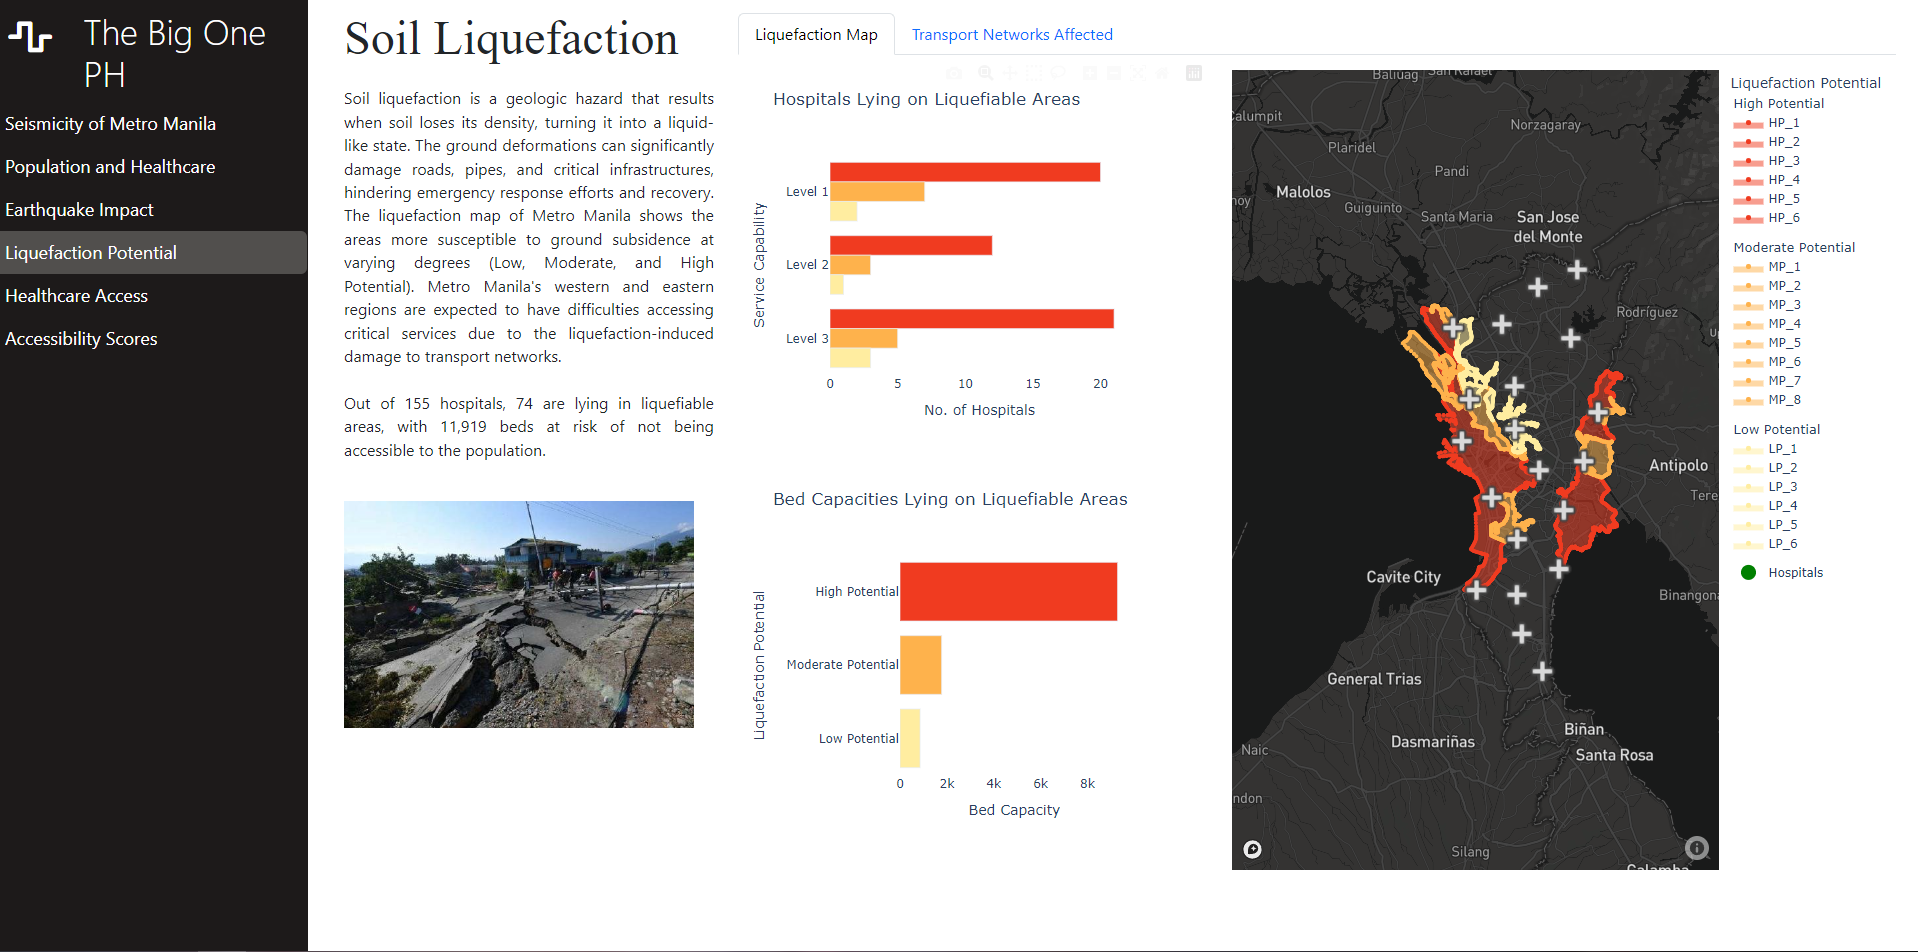 The Big One
PH
Seismicity of Metro Manila
Population and Healthcare
Earthquake Impact
Liquefaction Potential
Healthcare Access
Accessibility Scores
Soil Liquefaction
Soil liquefaction is a geologic hazard that results
when soil loses its density, turning it into a liquid-
like state. The ground deformations can significantly
damage roads, pipes, and critical infrastructures,
hindering emergency response efforts and recovery.
The liquefaction map of Metro Manila shows the
areas more susceptible to ground subsidence at
varying degrees (Low, Moderate, and High
Potential). Metro Manila's western and eastern
regions are expected to have difficulties accessing
critical services due to the liquefaction-induced
damage to transport networks.
Out of 155 hospitals, 74 are lying in liquefiable
areas, with 11,919 beds at risk of not being
accessible to the population.
Liquefaction Map
Transport Networks Affected
Hospitals Lying on Liquefiable Areas
Service Capability
Level 1
Level 2
Level 3
0 5 10 15 20
No. of Hospitals
Bed Capacities Lying on Liquefiable Areas
Liquefaction Potential
High Potential
Moderate Potential
Low Potential
0 2k 4k 6k 8k
Bed Capacity
Baliuag
San Rafael
Calumpit
Norzagaray
Plaridel
Pandi
Malolos
noy
Guiguinto
Santa Maria
San Jose
del Monte
Rodríguez
Antipolo
Tere
Cavite City
Binangona
General Trias
Biñan
Dasmariñas
Santa Rosa
Naic
ndon
Silang
Calamba
Liquefaction Potential
High Potential
HP_1
HP_2
HP_3
HP_4
HP_5
HP_6
Moderate Potential
MP_1
MP_2
MP_3
MP_4
MP_5
MP_6
MP_7
MP_8
Low Potential
LP_1
LP_2
LP_3
LP_4
LP_5
LP_6
Hospitals